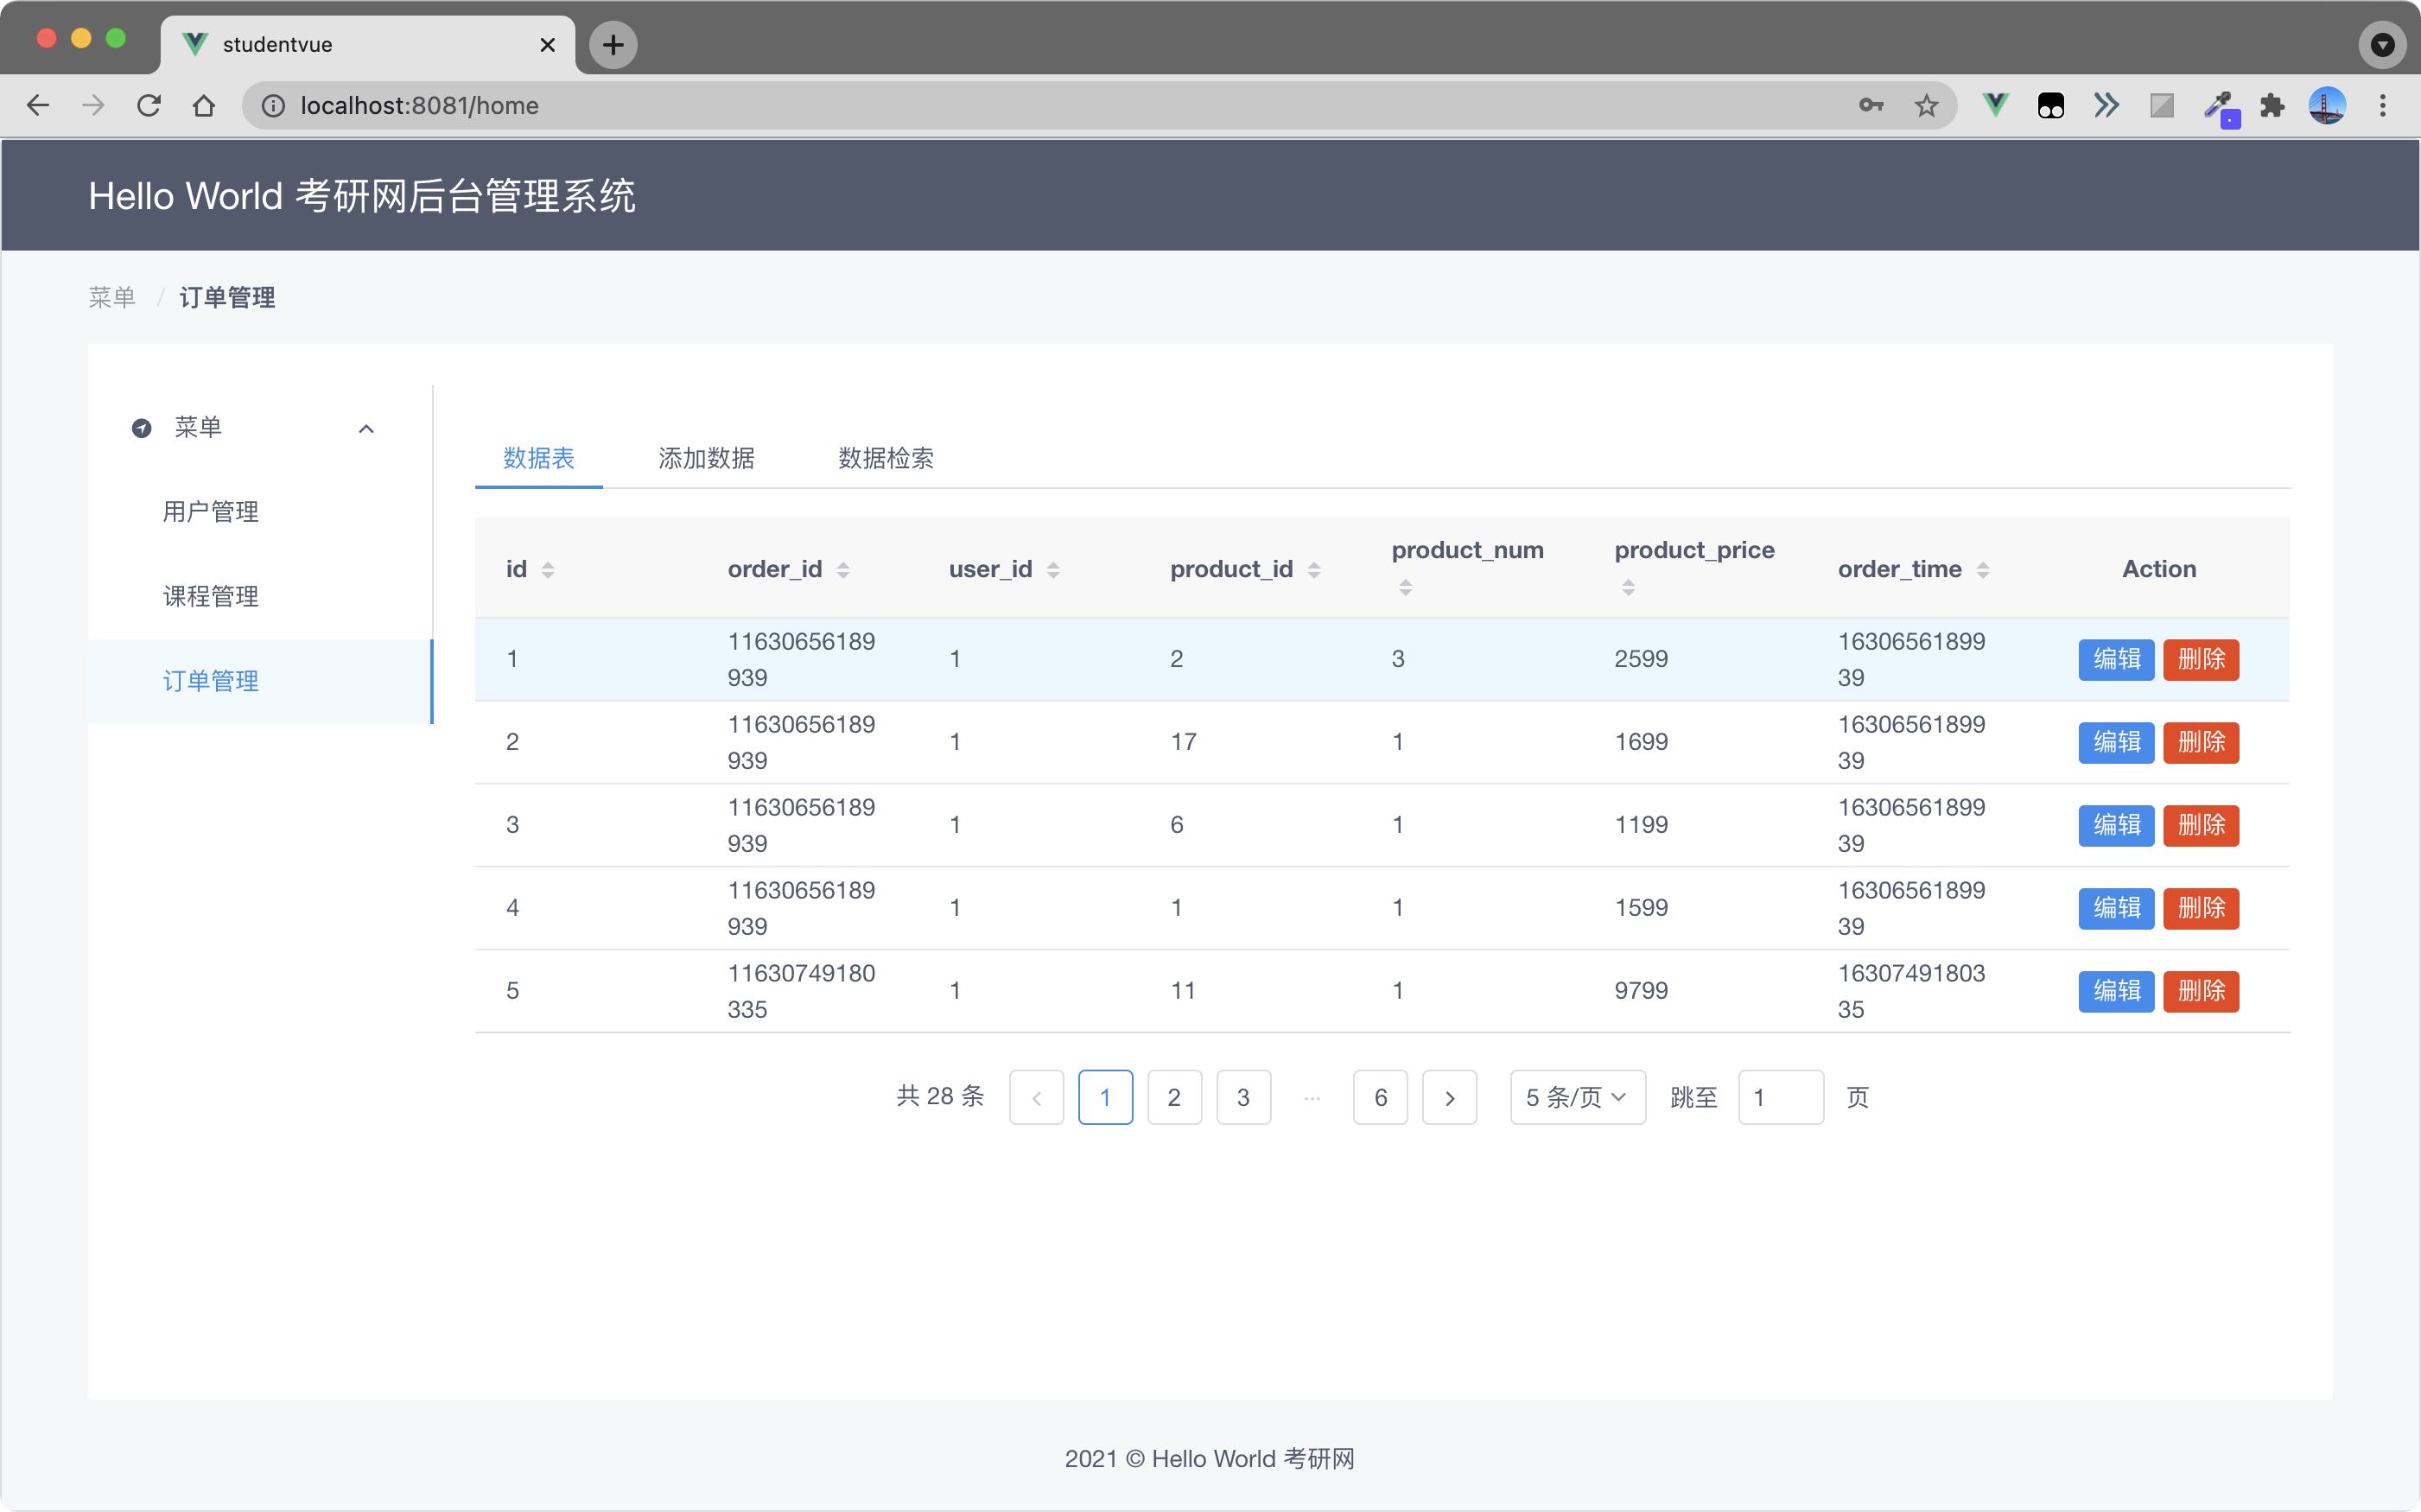 studentvue
localhost:8081/home
Hello World 考研网后台管理系统
菜单 / 订单管理
菜单
用户管理
课程管理
订单管理
数据表 添加数据 数据检索
id order_id user_id product_id product_num product_price order_time Action
1 11630656189939 1 2 3 2599 1630656189939 编辑 删除
2 11630656189939 1 17 1 1699 1630656189939 编辑 删除
3 11630656189939 1 6 1 1199 1630656189939 编辑 删除
4 11630656189939 1 1 1 1599 1630656189939 编辑 删除
5 11630749180335 1 11 1 9799 1630749180335 编辑 删除
共 28 条 1 2 3 ··· 6 5 条/页 跳至 1 页
2021 © Hello World 考研网